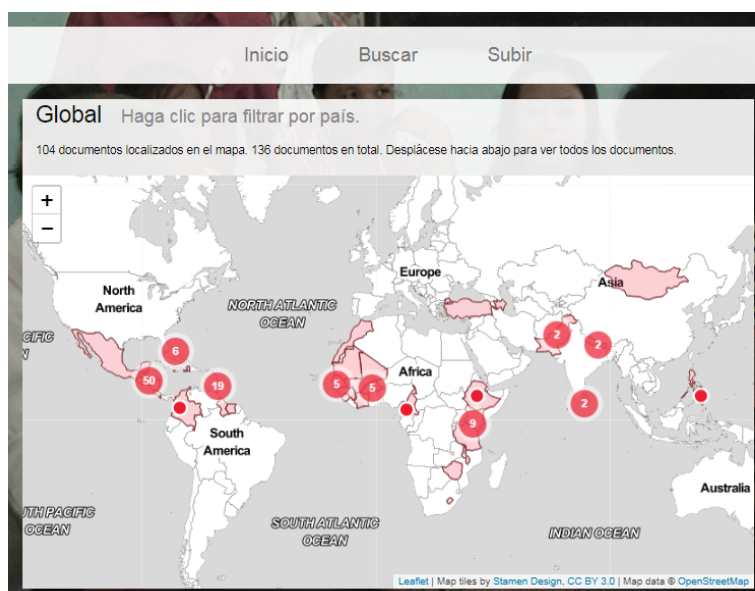 Inicio Buscar Subir
Global Haga clic para filtrar por país.
104 documentos localizados en el mapa. 136 documentos en total. Desplácese hacia abajo para ver todos los documentos.
+
−
Europe
Asia
North
America
NORTH ATLANTIC
OCEAN
CIFIC
N
6
2
2
50
19
5
5
Africa
2
9
South
America
Australia
TH PACIFIC
OCEAN
SOUTH ATLANTIC
OCEAN
INDIAN OCEAN
Leaflet | Map tiles by Stamen Design, CC BY 3.0 | Map data © OpenStreetMap